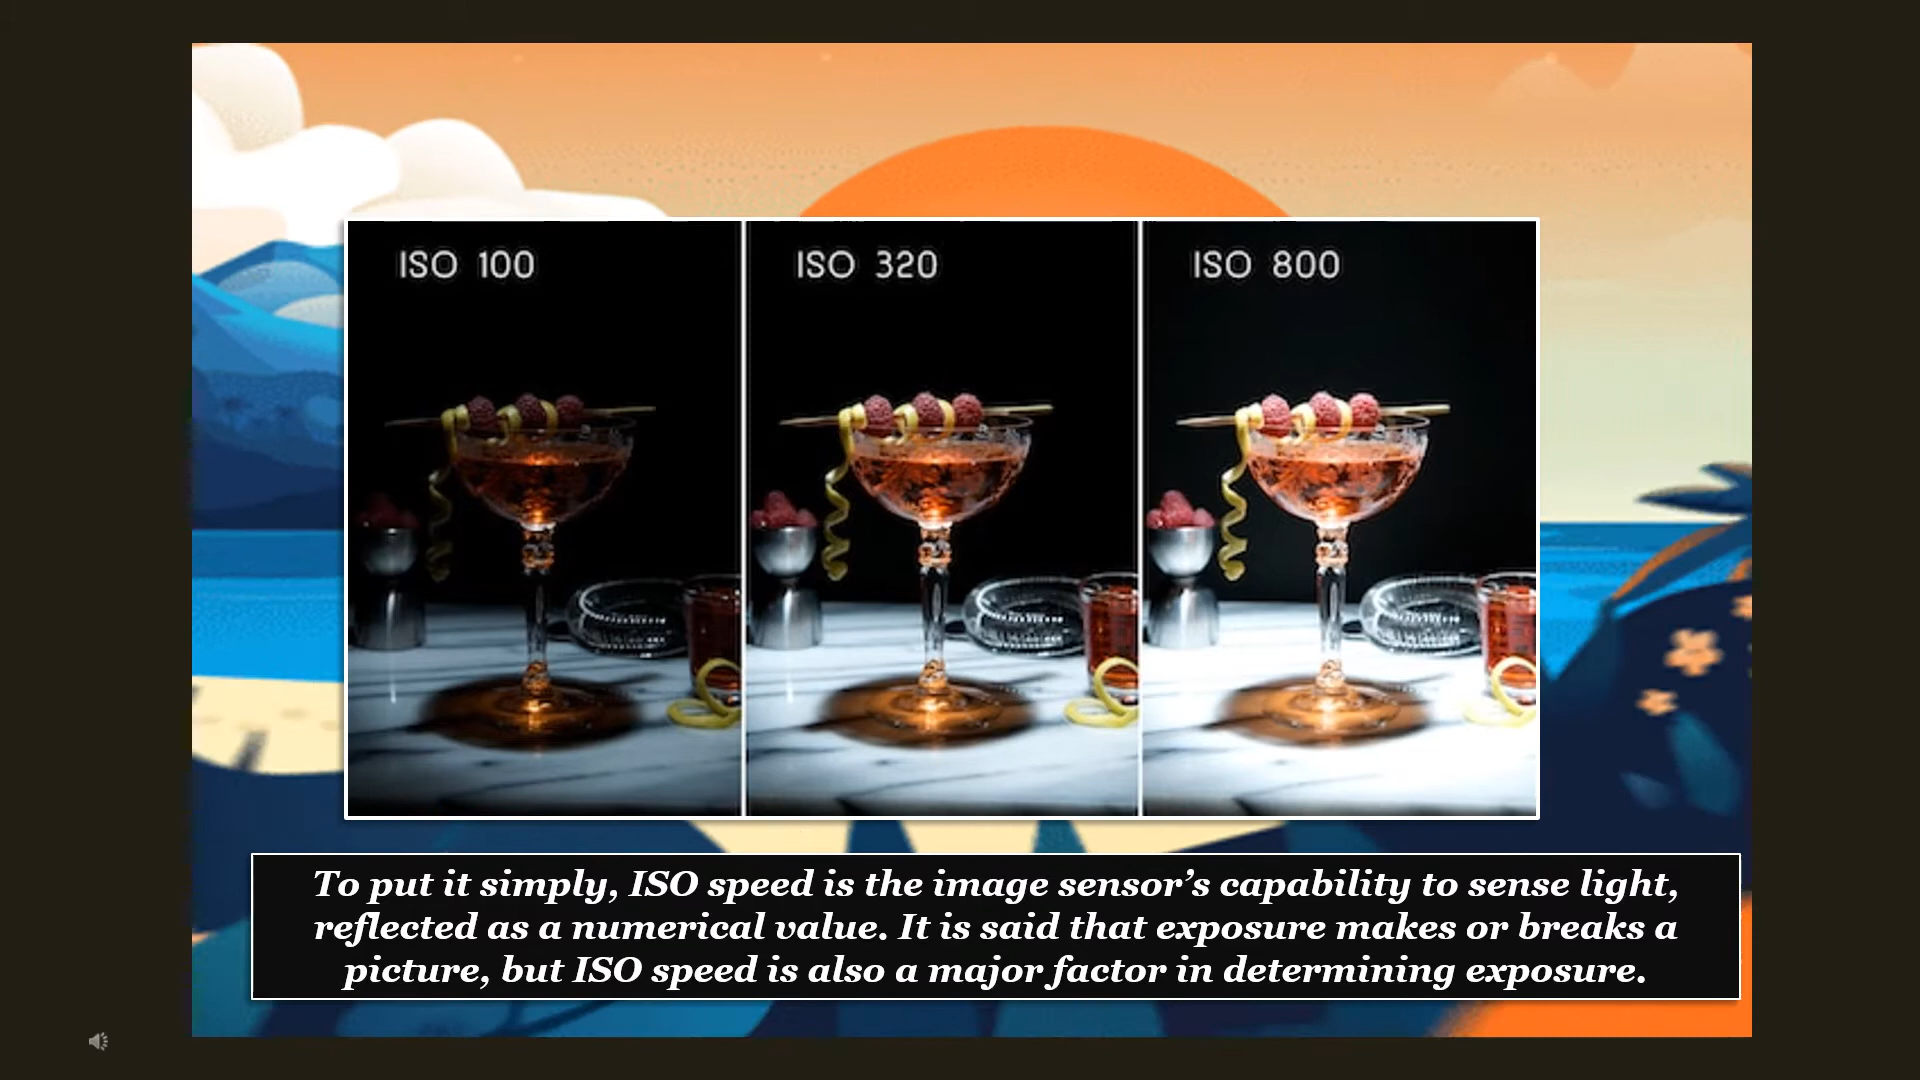 ISO 100
ISO 320
ISO 800
To put it simply, ISO speed is the image sensor’s capability to sense light,
reflected as a numerical value. It is said that exposure makes or breaks a
picture, but ISO speed is also a major factor in determining exposure.